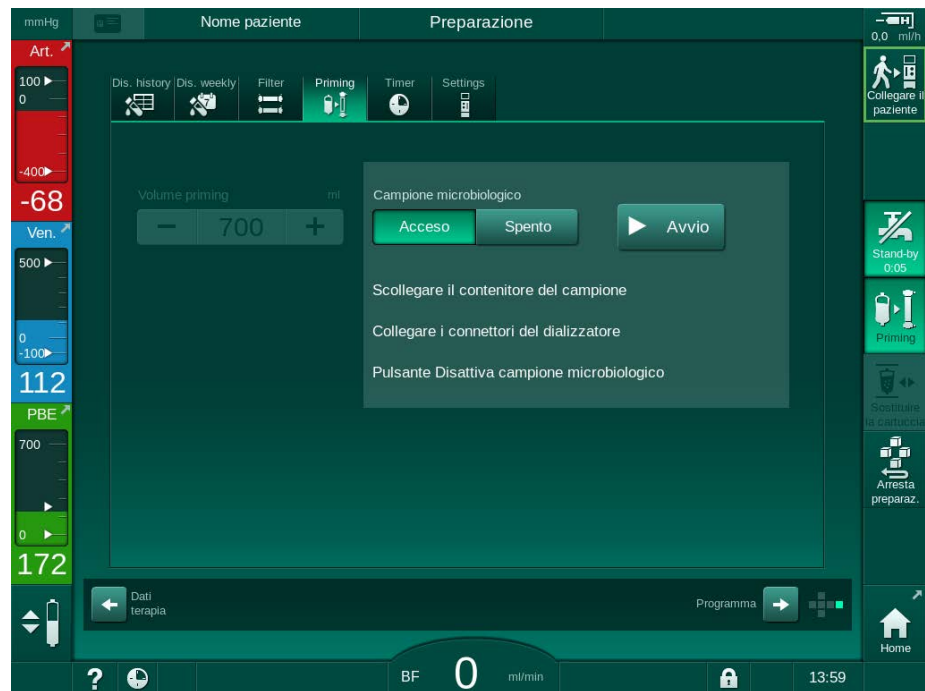 mmHg
Nome paziente
Preparazione
0,0 ml/h
Art.
100
0
-400
-68
Ven.
500
0
-100
112
PBE
700
0
172
Dis. history
Dis. weekly
7
Filter
Priming
Timer
Settings
Volume priming ml
700
Campione microbiologico
Acceso
Spento
Avvio
Scollegare il contenitore del campione
Collegare i connettori del dializzatore
Pulsante Disattiva campione microbiologico
Collegare il
paziente
Stand-by
0:05
Priming
Sostituire
la cartuccia
Arresta
preparaz.
Dati
terapia
Programma
Home
?
BF 0 ml/min
13:59